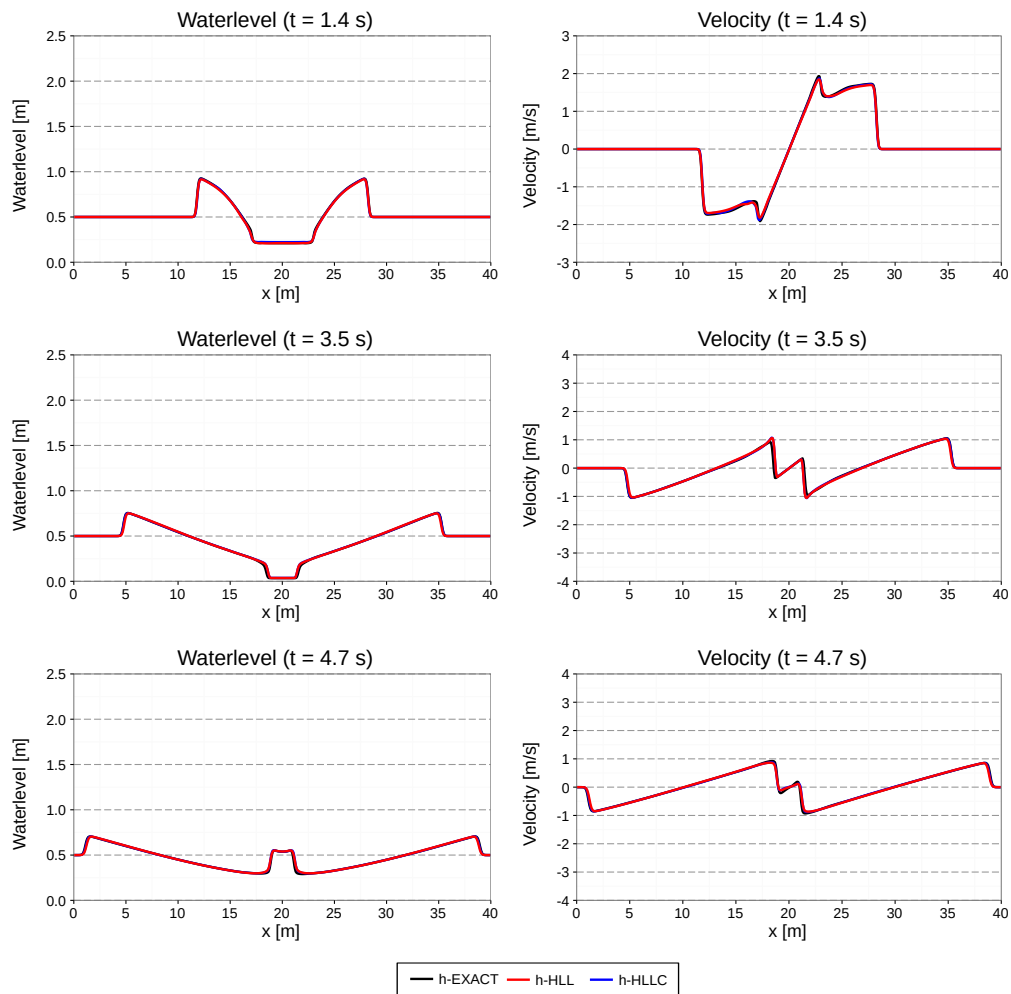 Waterlevel (t = 1.4 s)
2.5
2.0
1.5
1.0
0.5
0.0
Waterlevel [m]
0 5 10 15 20 25 30 35 40
x [m]
Velocity (t = 1.4 s)
3
2
1
0
-1
-2
-3
Velocity [m/s]
0 5 10 15 20 25 30 35 40
x [m]
Waterlevel (t = 3.5 s)
2.5
2.0
1.5
1.0
0.5
0.0
Waterlevel [m]
0 5 10 15 20 25 30 35 40
x [m]
Velocity (t = 3.5 s)
4
3
2
1
0
-1
-2
-3
-4
Velocity [m/s]
0 5 10 15 20 25 30 35 40
x [m]
Waterlevel (t = 4.7 s)
2.5
2.0
1.5
1.0
0.5
0.0
Waterlevel [m]
0 5 10 15 20 25 30 35 40
x [m]
Velocity (t = 4.7 s)
4
3
2
1
0
-1
-2
-3
-4
Velocity [m/s]
0 5 10 15 20 25 30 35 40
x [m]
h-EXACT h-HLL h-HLLC